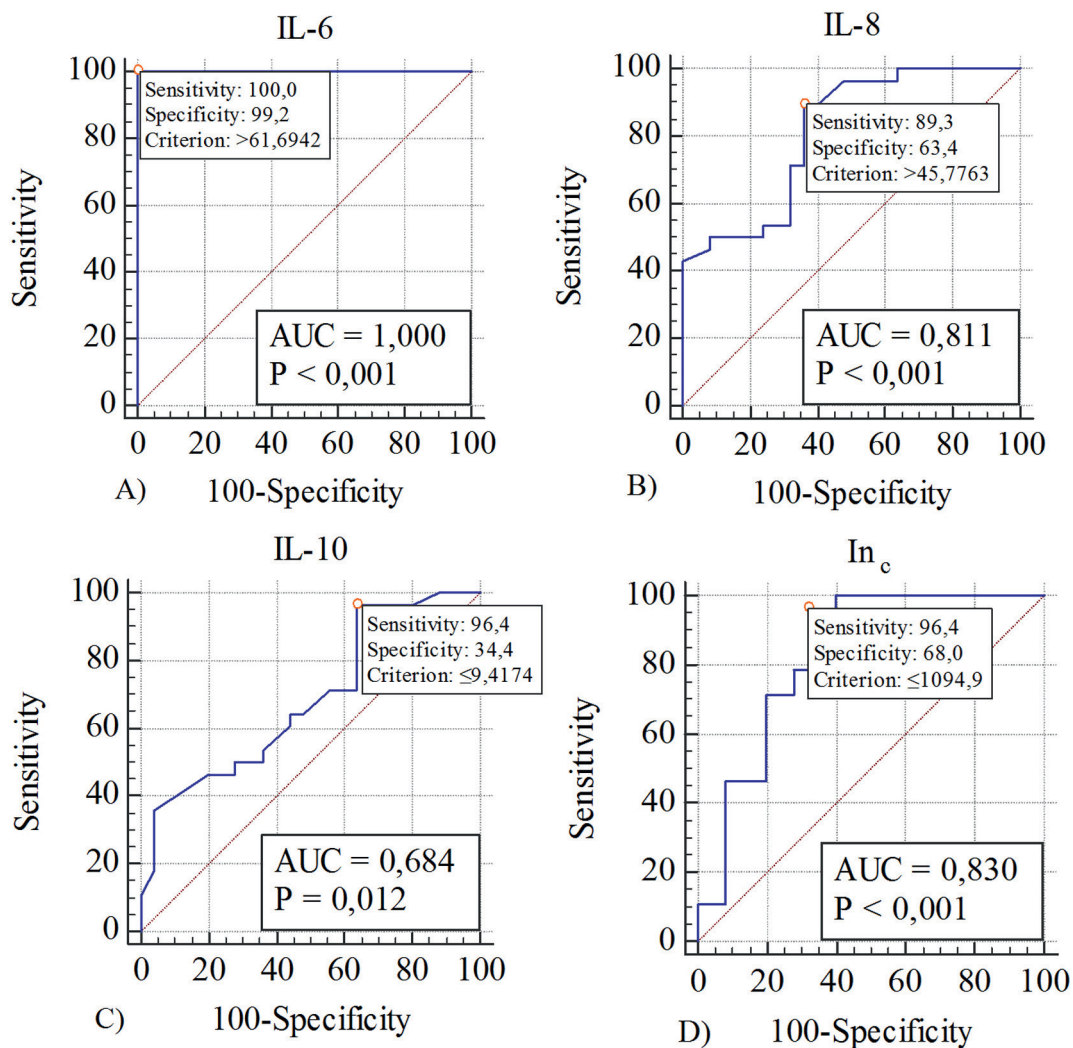 IL-6
100
80
60
40
20
0
Sensitivity
Sensitivity: 100,0
Specificity: 99,2
Criterion: >61,6942
AUC = 1,000
P < 0,001
0 20 40 60 80 100
A) 100-Specificity
IL-8
100
80
60
40
20
0
Sensitivity
Sensitivity: 89,3
Specificity: 63,4
Criterion: >45,7763
AUC = 0,811
P < 0,001
0 20 40 60 80 100
B) 100-Specificity
IL-10
100
80
60
40
20
0
Sensitivity
Sensitivity: 96,4
Specificity: 34,4
Criterion: ≤9,4174
AUC = 0,684
P = 0,012
0 20 40 60 80 100
C) 100-Specificity
In c
100
80
60
40
20
0
Sensitivity
Sensitivity: 96,4
Specificity: 68,0
Criterion: ≤1094,9
AUC = 0,830
P < 0,001
0 20 40 60 80 100
D) 100-Specificity